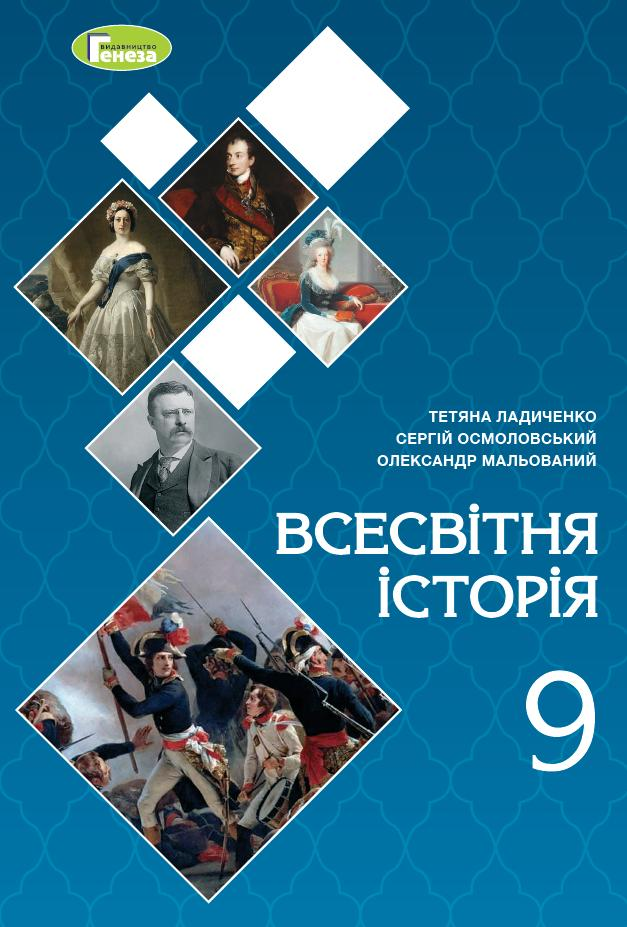 видавництво
Генеза
ТЕТЯНА ЛАДИЧЕНКО
СЕРГІЙ ОСМОЛОВСЬКИЙ
ОЛЕКСАНДР МАЛЬОВАНИЙ
ВСЕСВІТНЯ
ІСТОРІЯ
9